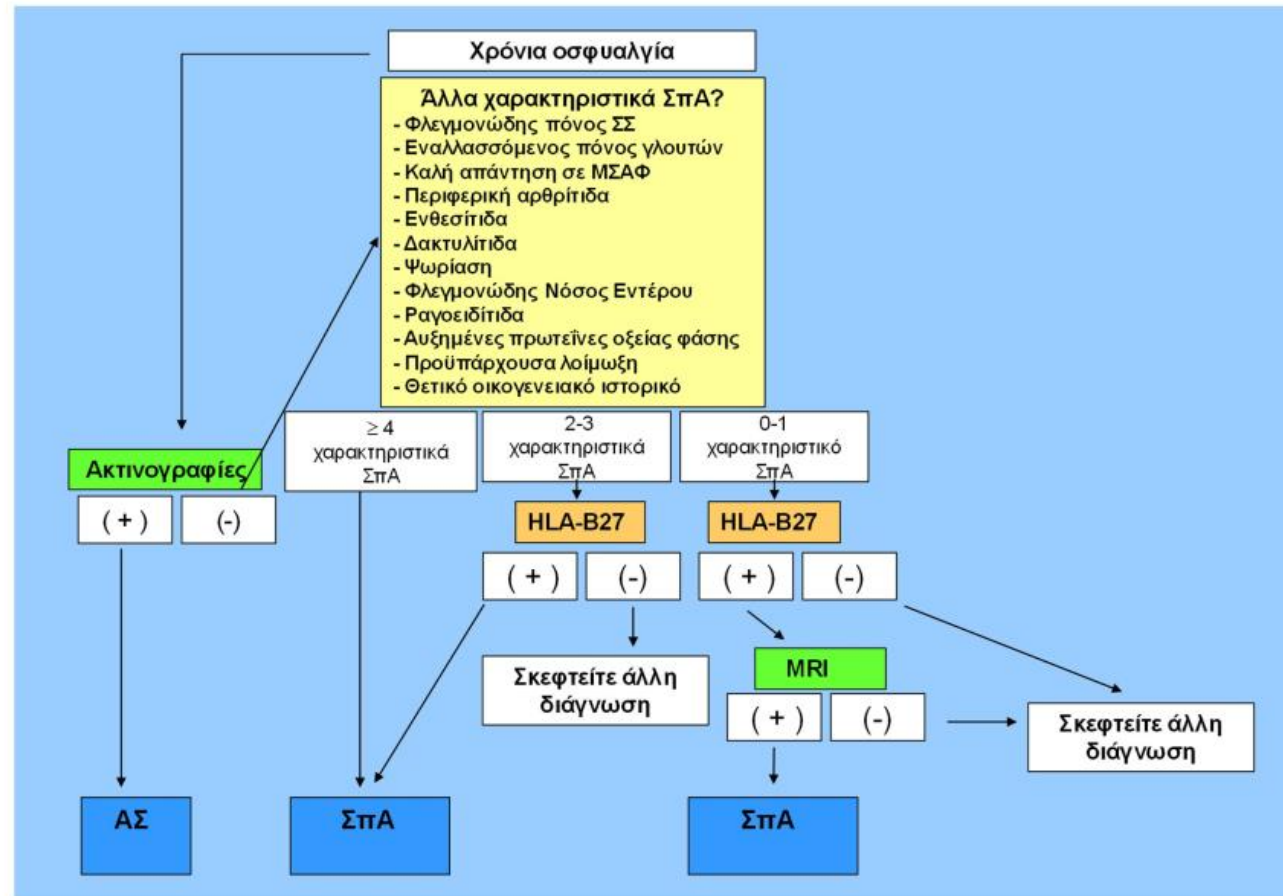 Χρόνια οσφυαλγία
Άλλα χαρακτηριστικά ΣπΑ?
- Φλεγμονώδης πόνος ΣΣ
- Εναλλασσόμενος πόνος γλουτών
- Καλή απάντηση σε ΜΣΑΦ
- Περιφερική αρθρίτιδα
- Ενθεσίτιδα
- Δακτυλίτιδα
- Ψωρίαση
- Φλεγμονώδης Νόσος Εντέρου
- Ραγοειδίτιδα
- Αυξημένες πρωτεΐνες οξείας φάσης
- Προϋπάρχουσα λοίμωξη
- Θετικό οικογενειακό ιστορικό
≥ 4
χαρακτηριστικά
ΣπΑ
2-3
χαρακτηριστικά
ΣπΑ
0-1
χαρακτηριστικό
ΣπΑ
Ακτινογραφίες
( + )
(-)
HLA-B27
HLA-B27
( + )
(-)
( + )
(-)
Σκεφτείτε άλλη
διάγνωση
MRI
( + )
(-)
Σκεφτείτε άλλη
διάγνωση
ΑΣ
ΣπΑ
ΣπΑ